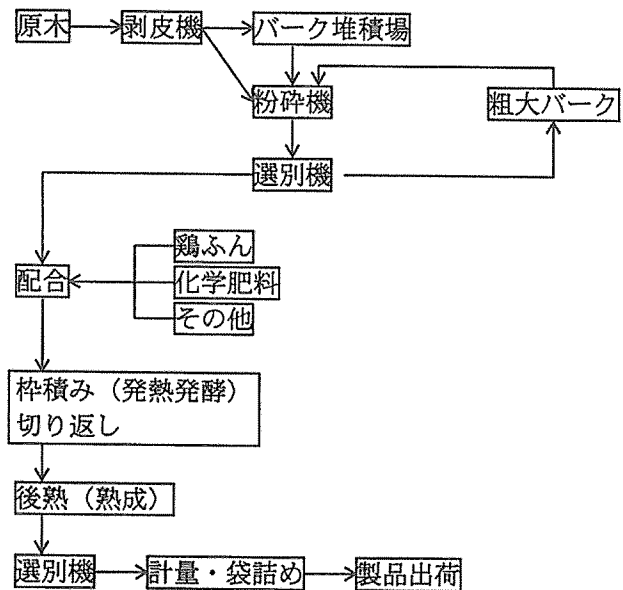 原木
剥皮機
バーク堆積場
粉砕機
粗大バーク
選別機
鶏ふん
配合
化学肥料
その他
枠積み（発熱発酵）
切り返し
後熟（熟成）
選別機
計量・袋詰め
製品出荷